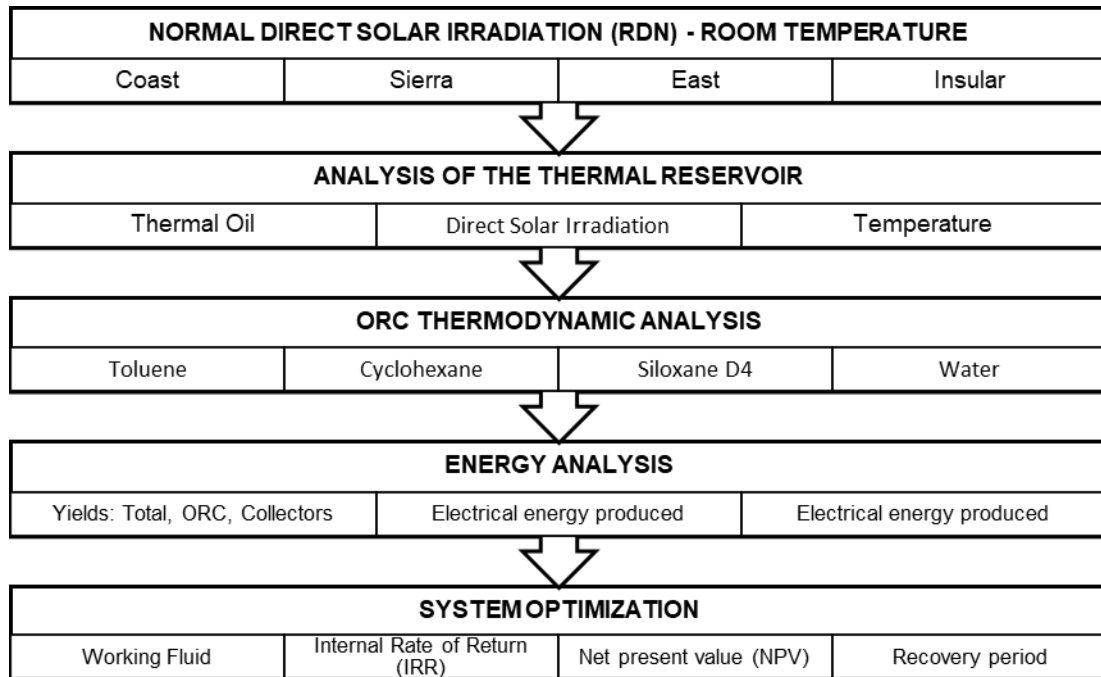 NORMAL DIRECT SOLAR IRRADIATION (RDN) - ROOM TEMPERATURE
Coast Sierra East Insular
ANALYSIS OF THE THERMAL RESERVOIR
Thermal Oil Direct Solar Irradiation Temperature
ORC THERMODYNAMIC ANALYSIS
Toluene Cyclohexane Siloxane D4 Water
ENERGY ANALYSIS
Yields: Total, ORC, Collectors Electrical energy produced Electrical energy produced
SYSTEM OPTIMIZATION
Working Fluid Internal Rate of Return (IRR) Net present value (NPV) Recovery period